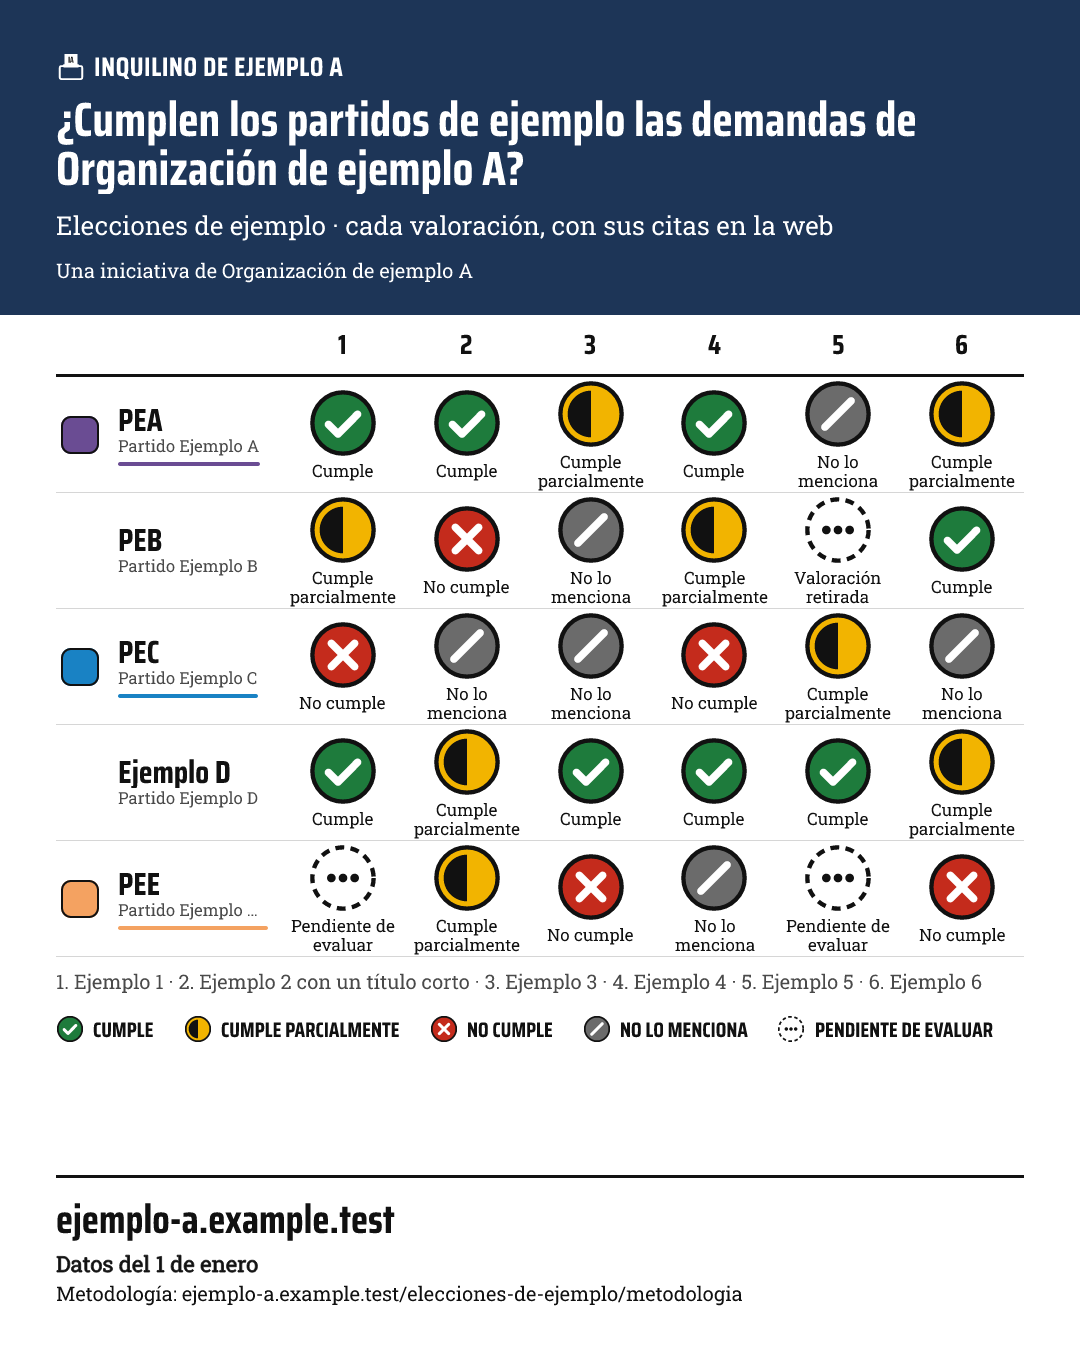 INQUILINO DE EJEMPLO A
¿Cumplen los partidos de ejemplo las demandas de
Organización de ejemplo A?
Elecciones de ejemplo · cada valoración, con sus citas en la web
Una iniciativa de Organización de ejemplo A
1 2 3 4 5 6
PEA
Partido Ejemplo A
Cumple
Cumple
Cumple
parcialmente
Cumple
No lo
menciona
Cumple
parcialmente
PEB
Partido Ejemplo B
Cumple
parcialmente
No cumple
No lo
menciona
Cumple
parcialmente
Valoración
retirada
Cumple
PEC
Partido Ejemplo C
No cumple
No lo
menciona
No lo
menciona
No cumple
Cumple
parcialmente
No lo
menciona
Ejemplo D
Partido Ejemplo D
Cumple
Cumple
parcialmente
Cumple
Cumple
Cumple
Cumple
parcialmente
PEE
Partido Ejemplo ...
Pendiente de
evaluar
Cumple
parcialmente
No cumple
No lo
menciona
Pendiente de
evaluar
No cumple
1. Ejemplo 1 · 2. Ejemplo 2 con un título corto · 3. Ejemplo 3 · 4. Ejemplo 4 · 5. Ejemplo 5 · 6. Ejemplo 6
CUMPLE CUMPLE PARCIALMENTE NO CUMPLE NO LO MENCIONA PENDIENTE DE EVALUAR
ejemplo-a.example.test
Datos del 1 de enero
Metodología: ejemplo-a.example.test/elecciones-de-ejemplo/metodologia